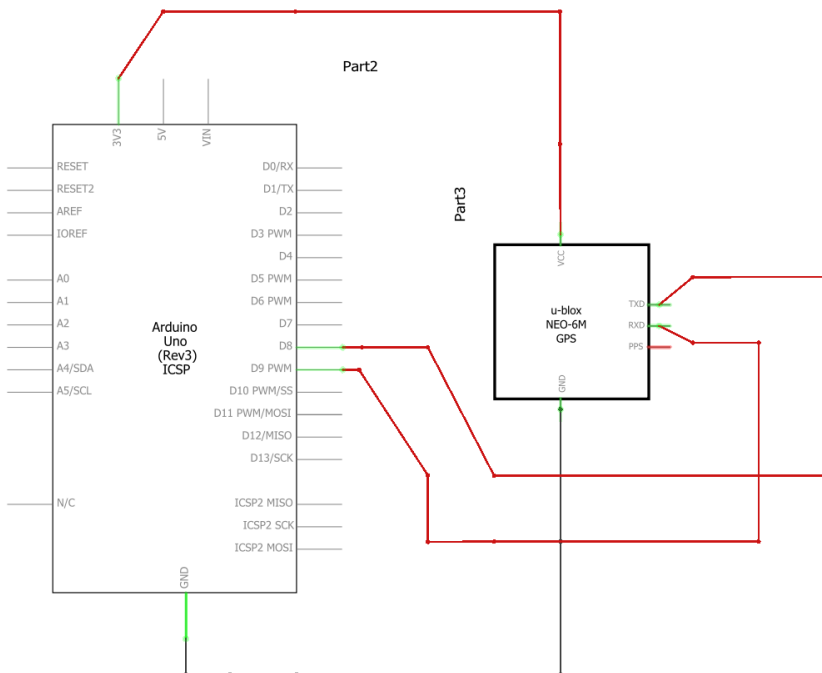 Part2
3V3
5V
VIN
RESET
RESET2
AREF
IOREF
A0
A1
A2
A3
A4/SDA
A5/SCL
N/C
Arduino
Uno
(Rev3)
ICSP
D0/RX
D1/TX
D2
D3 PWM
D4
D5 PWM
D6 PWM
D7
D8
D9 PWM
D10 PWM/SS
D11 PWM/MOSI
D12/MISO
D13/SCK
ICSP2 MISO
ICSP2 SCK
ICSP2 MOSI
GND
Part3
VCC
u-blox
NEO-6M
GPS
TXD
RXD
PPS
GND